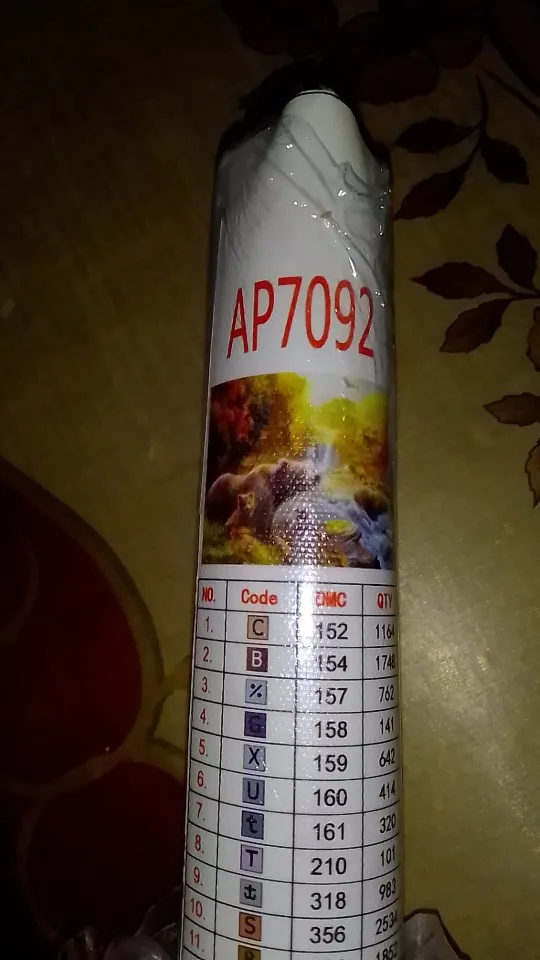 AP7092
NO. Code DMC QTY
1. C 152 1164
2. B 154 1748
3. % 157 762
4. G 158 141
5. X 159 642
6. U 160 414
7. t 161 320
8. T 210 101
9. ⚓ 318 983
10. S 356 2534
11. 1852